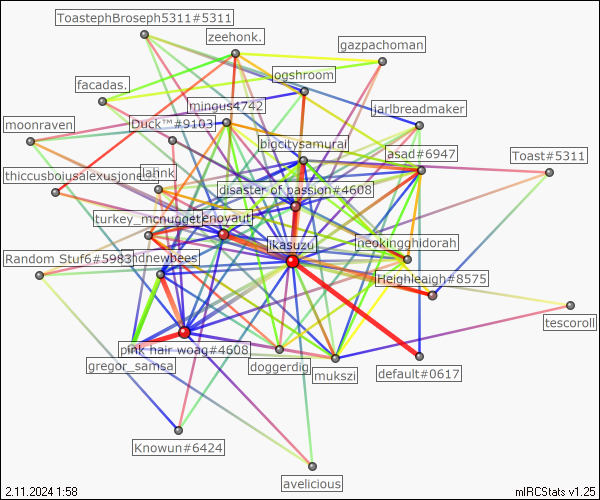 ToastephBroseph5311#5311
zeehonk.
gazpachoman
ogshroom
facadas.
mingus4742
jarlbreadmaker
moonraven
Duck™#9103
bigcitysamurai
asad#6947
Toast#5311
thiccusboiusalexusjones
lahnk
disaster of passion#4608
turkey_mcnugget
enoyaut
ikasuzu
neokingghidorah
Random Stuf6#5983
hdnewbees
Heighleaigh#8575
tescoroll
pink hair woag#4608
gregor_samsa
doggerdig
mukszi
default#0617
Knowun#6424
avelicious
2.11.2024 1:58
mIRCStats v1.25